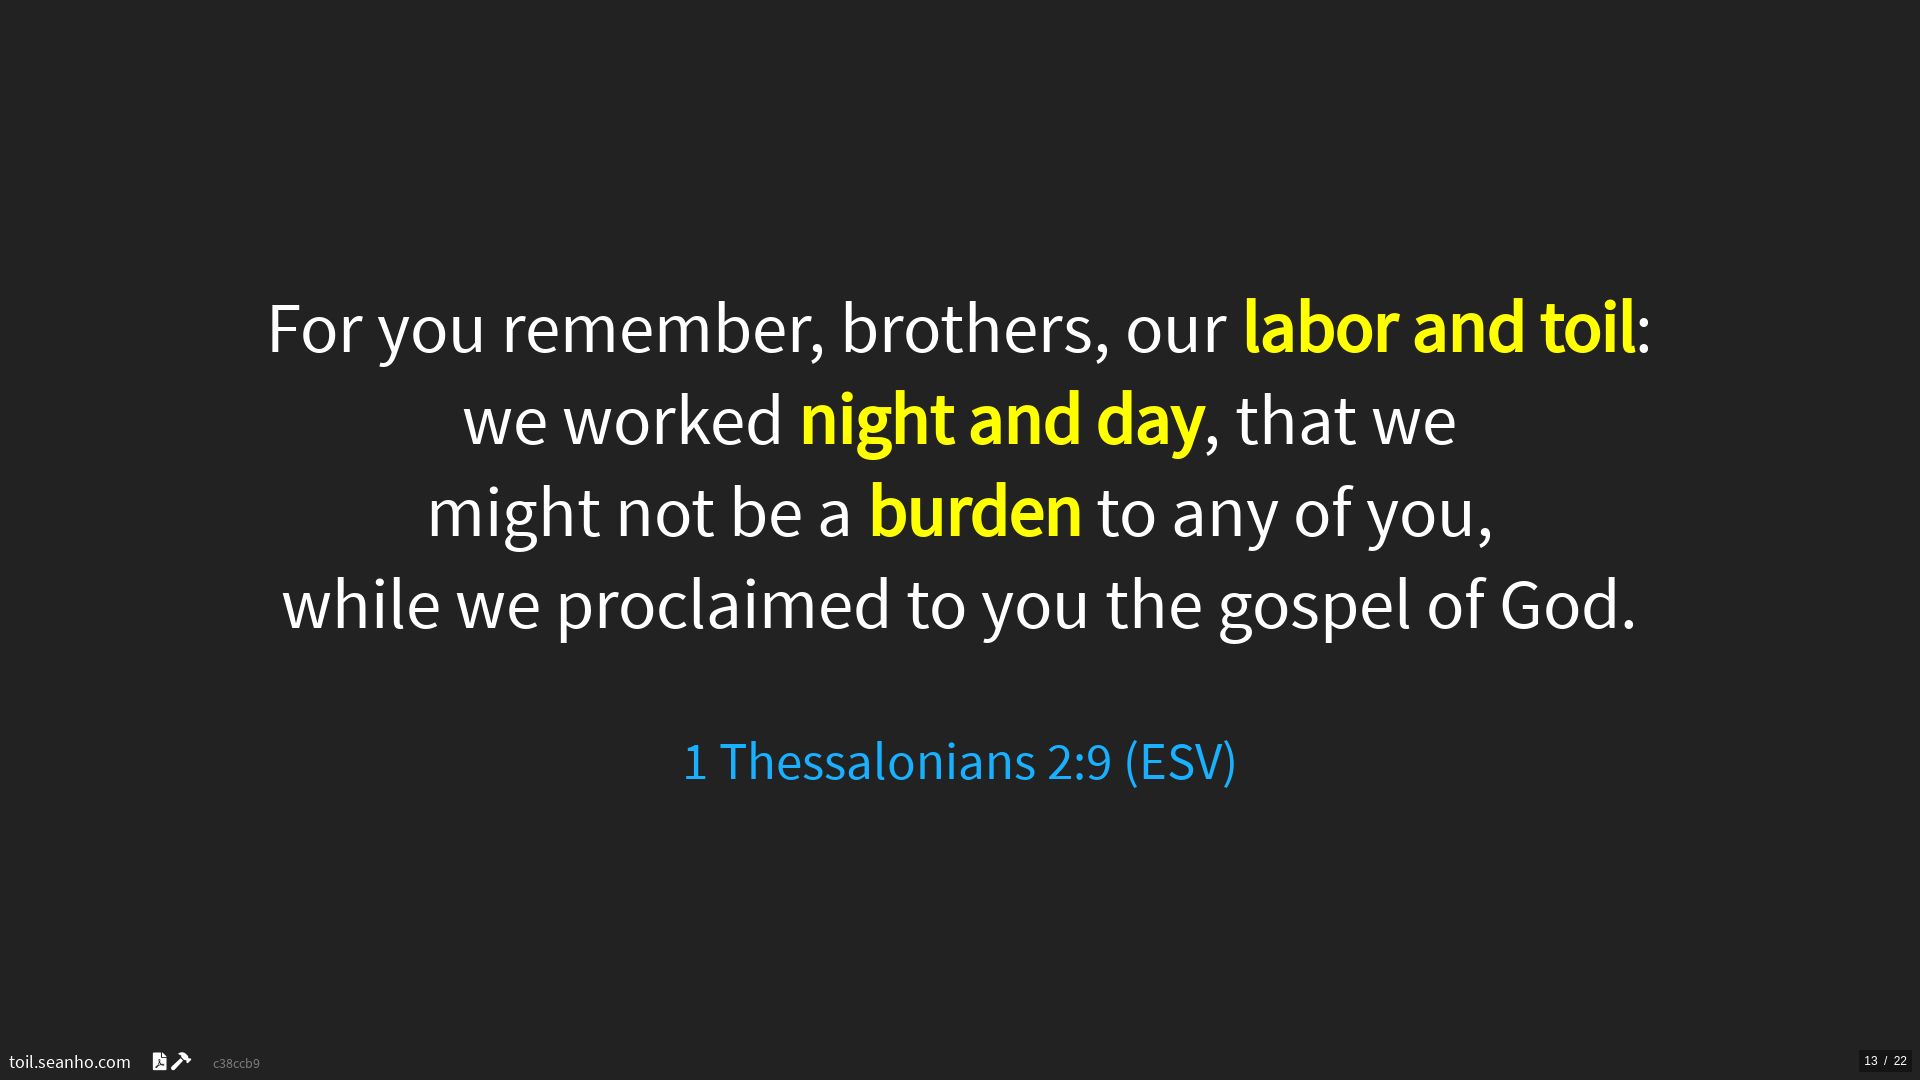 For you remember, brothers, our labor and toil:
we worked night and day, that we
might not be a burden to any of you,
while we proclaimed to you the gospel of God.
1 Thessalonians 2:9 (ESV)
toil.seanho.com c38ccb9
13 / 22